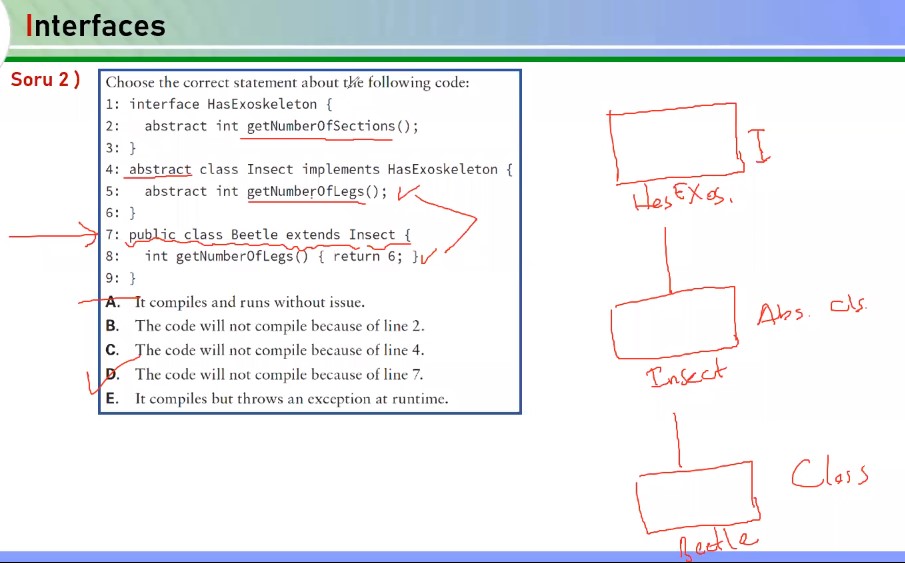 Interfaces
Soru 2 )
Choose the correct statement about the following code:
1: interface HasExoskeleton {
2: abstract int getNumberOfSections();
3: }
4: abstract class Insect implements HasExoskeleton {
5: abstract int getNumberOfLegs();
6: }
7: public class Beetle extends Insect {
8: int getNumberOfLegs() { return 6; }
9: }
A. It compiles and runs without issue.
B. The code will not compile because of line 2.
C. The code will not compile because of line 4.
D. The code will not compile because of line 7.
E. It compiles but throws an exception at runtime.
I
HesEXos.
Abs. Cls.
Insect
Class
Beetle